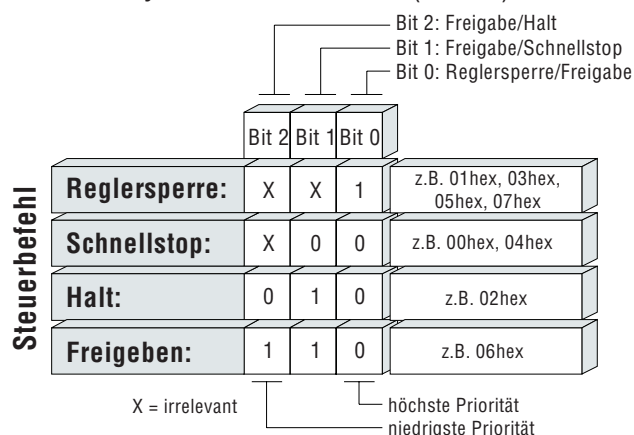 Bit 2: Freigabe/Halt
Bit 1: Freigabe/Schnellstop
Bit 0: Reglersperre/Freigabe
Bit 2 Bit 1 Bit 0
Steuerbefehl
Reglersperre: X X 1 z.B. 01hex, 03hex,
05hex, 07hex
Schnellstop: X 0 0 z.B. 00hex, 04hex
Halt: 0 1 0 z.B. 02hex
Freigeben: 1 1 0 z.B. 06hex
X = irrelevant
höchste Priorität
niedrigste Priorität